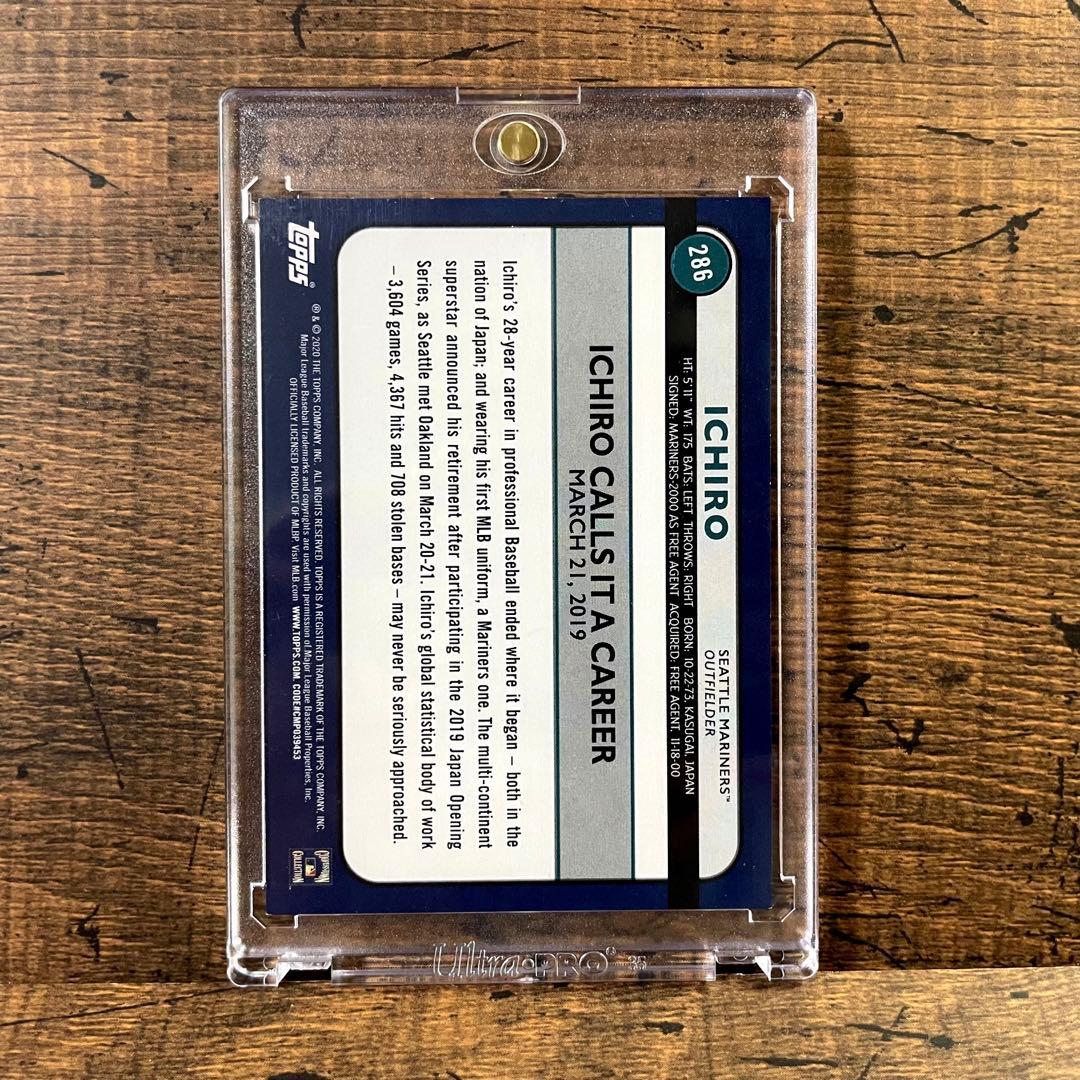 286
ICHIRO
SEATTLE MARINERS™
OUTFIELDER
HT: 5'11" WT: 175 BATS: LEFT THROWS: RIGHT BORN: 10-22-73, KASUGAI, JAPAN
SIGNED: MARINERS-2000 AS FREE AGENT ACQUIRED: FREE AGENT, 11-18-00
ICHIRO CALLS IT A CAREER
MARCH 21, 2019
Ichiro's 28-year career in professional Baseball ended where it began – both in the
nation of Japan; and wearing his first MLB uniform, a Mariners one. The multi-continent
superstar announced his retirement after participating in the 2019 Japan Opening
Series, as Seattle met Oakland on March 20-21. Ichiro's global statistical body of work
– 3,604 games, 4,367 hits and 708 stolen bases – may never be seriously approached.
topps®
® & © 2020 THE TOPPS COMPANY, INC. ALL RIGHTS RESERVED. TOPPS IS A REGISTERED TRADEMARK OF THE TOPPS COMPANY, INC.
Major League Baseball trademarks and copyrights are used with permission of Major League Baseball Properties, Inc.
OFFICIALLY LICENSED PRODUCT OF MLBP. Visit MLB.com WWW.TOPPS.COM. CODE#CMP039453
COOPERSTOWN
COLLECTION
Ultra·PRO® 35